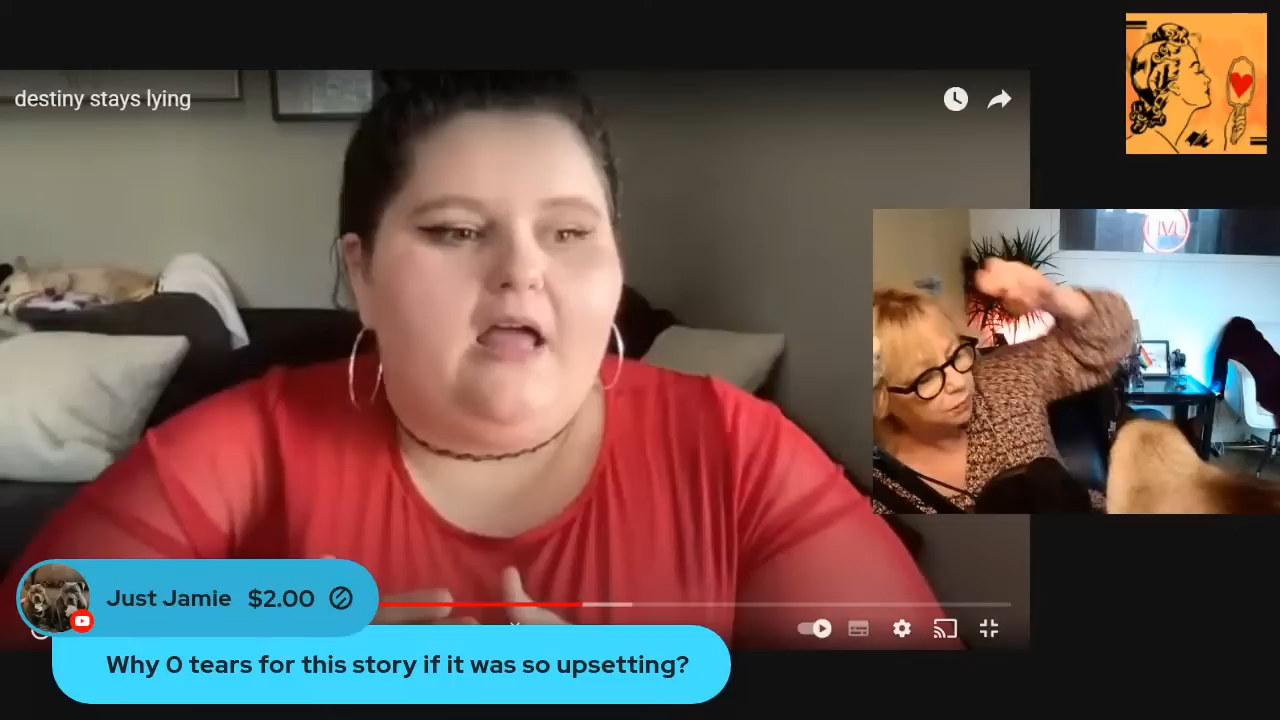 destiny stays lying
Just Jamie $2.00
Why 0 tears for this story if it was so upsetting?